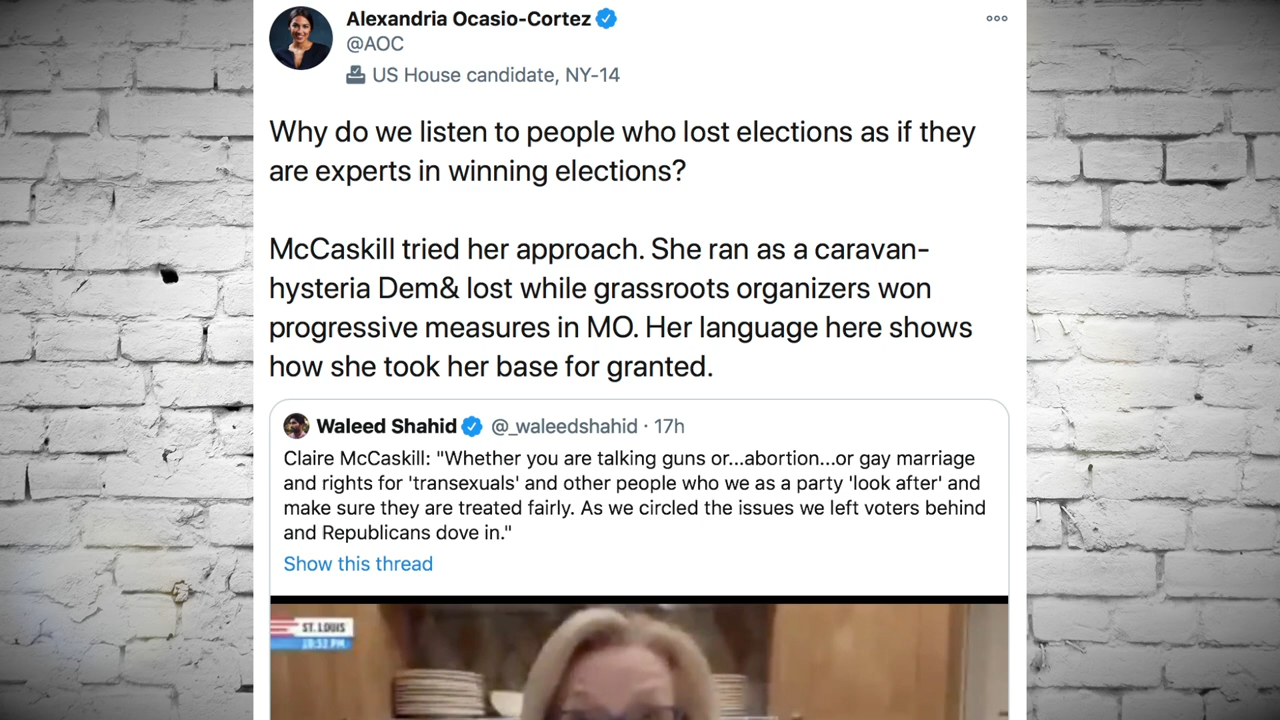 Alexandria Ocasio-Cortez
@AOC
US House candidate, NY-14
Why do we listen to people who lost elections as if they
are experts in winning elections?
McCaskill tried her approach. She ran as a caravan-
hysteria Dem& lost while grassroots organizers won
progressive measures in MO. Her language here shows
how she took her base for granted.
Waleed Shahid @_waleedshahid · 17h
Claire McCaskill: "Whether you are talking guns or...abortion...or gay marriage
and rights for 'transexuals' and other people who we as a party 'look after' and
make sure they are treated fairly. As we circled the issues we left voters behind
and Republicans dove in."
Show this thread
ST. LOUIS